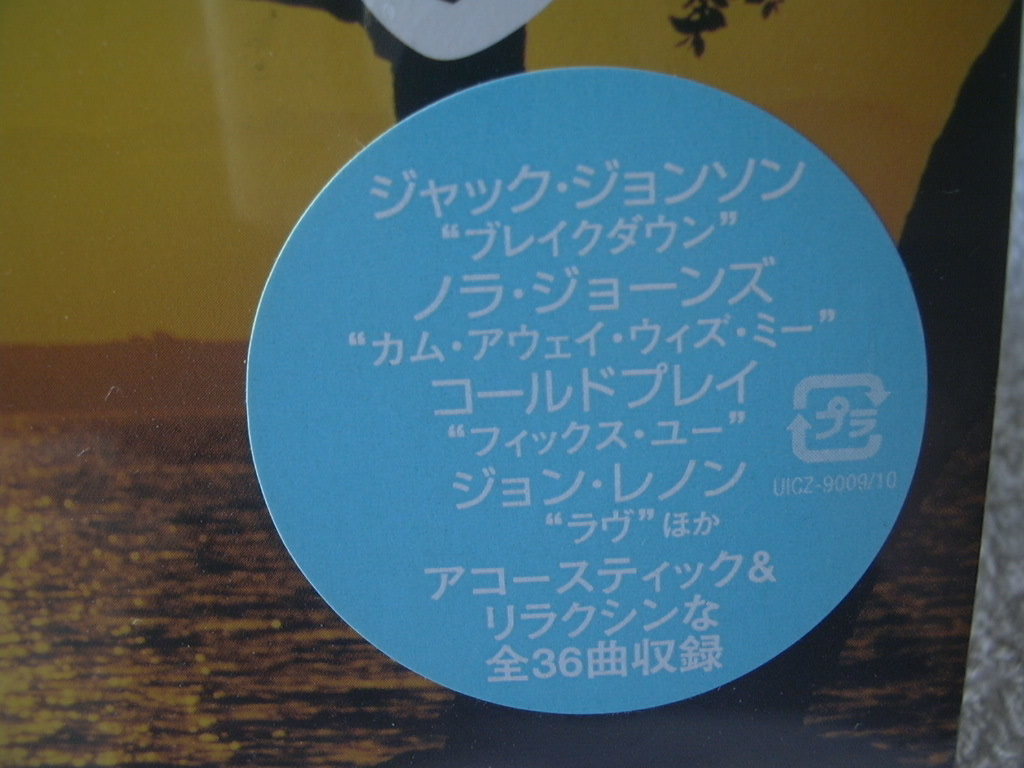 ジャック・ジョンソン
“ブレイクダウン”
ノラ・ジョーンズ
“カム・アウェイ・ウィズ・ミー”
コールドプレイ
“フィックス・ユー”
プラ
ジョン・レノン
UICZ-9009/10
“ラヴ”ほか
アコースティック&
リラクシンな
全36曲収録